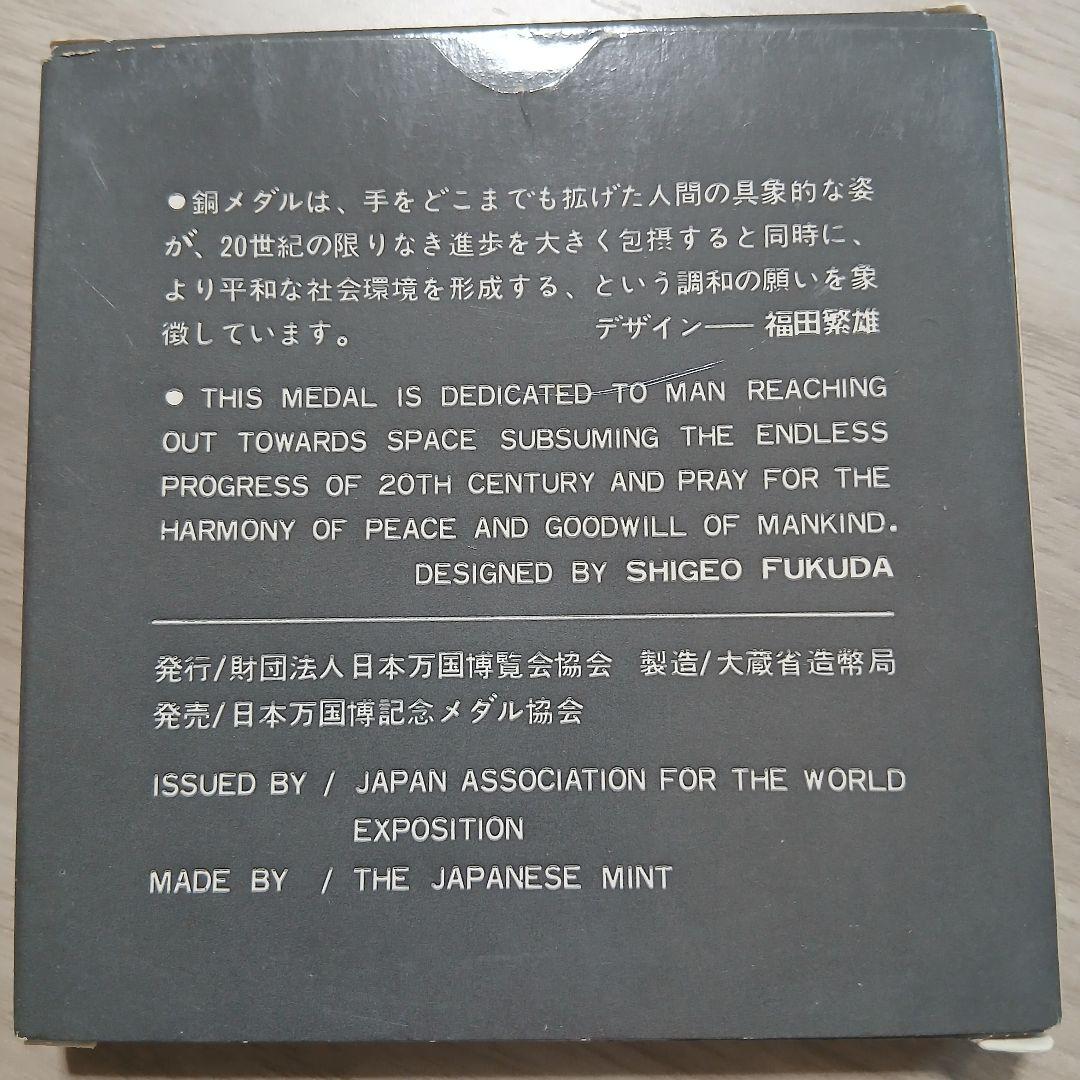 ●銅メダルは、手をどこまでも拡げた人間の具象的な姿
が、20世紀の限りなき進歩を大きく包摂すると同時に、
より平和な社会環境を形成する、という調和の願いを象
徴しています。 デザイン── 福田繁雄
● THIS MEDAL IS DEDICATED TO MAN REACHING
OUT TOWARDS SPACE SUBSUMING THE ENDLESS
PROGRESS OF 20TH CENTURY AND PRAY FOR THE
HARMONY OF PEACE AND GOODWILL OF MANKIND.
DESIGNED BY SHIGEO FUKUDA
発行/財団法人日本万国博覧会協会 製造/大蔵省造幣局
発売/日本万国博記念メダル協会
ISSUED BY / JAPAN ASSOCIATION FOR THE WORLD
EXPOSITION
MADE BY / THE JAPANESE MINT